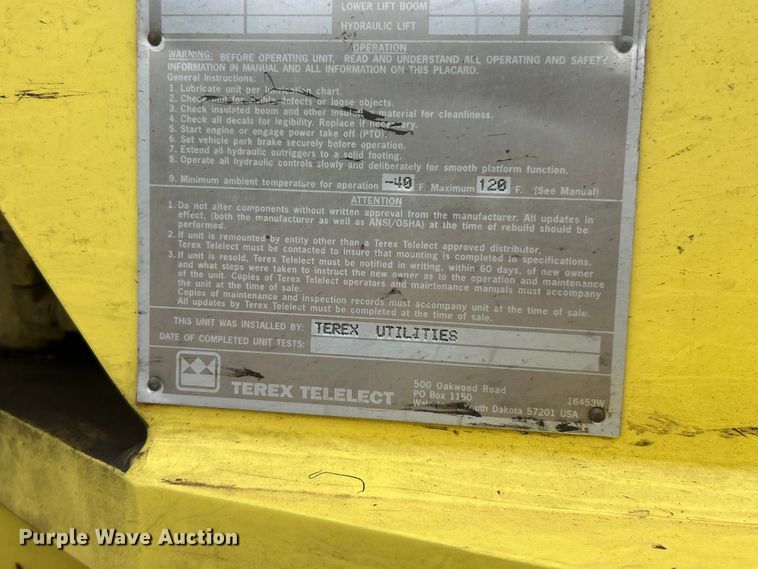 LOWER LIFT BOOM
HYDRAULIC LIFT
OPERATION
WARNING: BEFORE OPERATING UNIT, READ AND UNDERSTAND ALL OPERATING AND SAFETY
INFORMATION IN MANUAL AND ALL INFORMATION ON THIS PLACARD.
General Instructions:
1. Lubricate unit per lubrication chart.
2. Check unit for visible defects or loose objects.
3. Check insulated boom and other insulating material for cleanliness.
4. Check all decals for legibility. Replace if necessary.
5. Start engine or engage power take off (PTO).
6. Set vehicle park brake securely before operation.
7. Extend all hydraulic outriggers to a solid footing.
8. Operate all hydraulic controls slowly and deliberately for smooth platform function.
9. Minimum ambient temperature for operation -40 F. Maximum 120 F. (See Manual)
ATTENTION
1. Do not alter components without written approval from the manufacturer. All updates in
effect, (both the manufacturer as well as ANSI/OSHA) at the time of rebuild should be
performed.
2. If unit is remounted by entity other than a Terex Telelect approved distributor,
Terex Telelect must be contacted to insure that mounting is completed to specifications.
3. If unit is resold, Terex Telelect must be notified in writing, within 60 days, of new owner
and what steps were taken to instruct the new owner as to the operation and maintenance
of the unit. Copies of Terex Telelect operators and maintenance manuals must accompany
the unit at the time of sale.
Copies of maintenance and inspection records must accompany unit at the time of sale.
All updates by Terex Telelect must be completed at the time of sale.
THIS UNIT WAS INSTALLED BY: TEREX UTILITIES
DATE OF COMPLETED UNIT TESTS:
TEREX TELELECT
500 Oakwood Road
PO Box 1150
Watertown, South Dakota 57201 USA
16453W
Purple Wave Auction